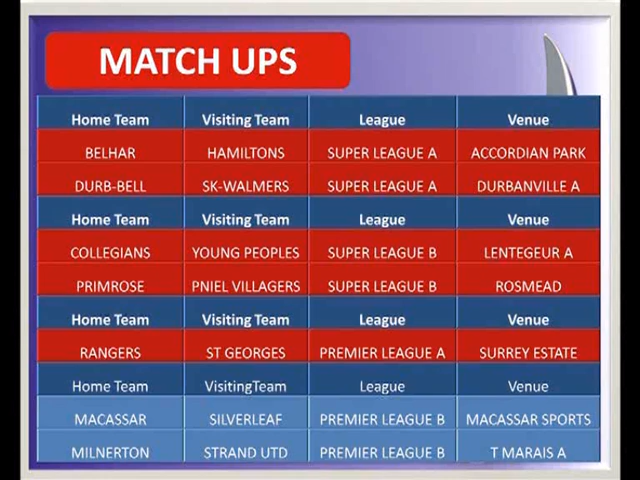 MATCH UPS
Home Team Visiting Team League Venue
BELHAR HAMILTONS SUPER LEAGUE A ACCORDIAN PARK
DURB-BELL SK-WALMERS SUPER LEAGUE A DURBANVILLE A
Home Team Visiting Team League Venue
COLLEGIANS YOUNG PEOPLES SUPER LEAGUE B LENTEGEUR A
PRIMROSE PNIEL VILLAGERS SUPER LEAGUE B ROSMEAD
Home Team Visiting Team League Venue
RANGERS ST GEORGES PREMIER LEAGUE A SURREY ESTATE
Home Team VisitingTeam League Venue
MACASSAR SILVERLEAF PREMIER LEAGUE B MACASSAR SPORTS
MILNERTON STRAND UTD PREMIER LEAGUE B T MARAIS A